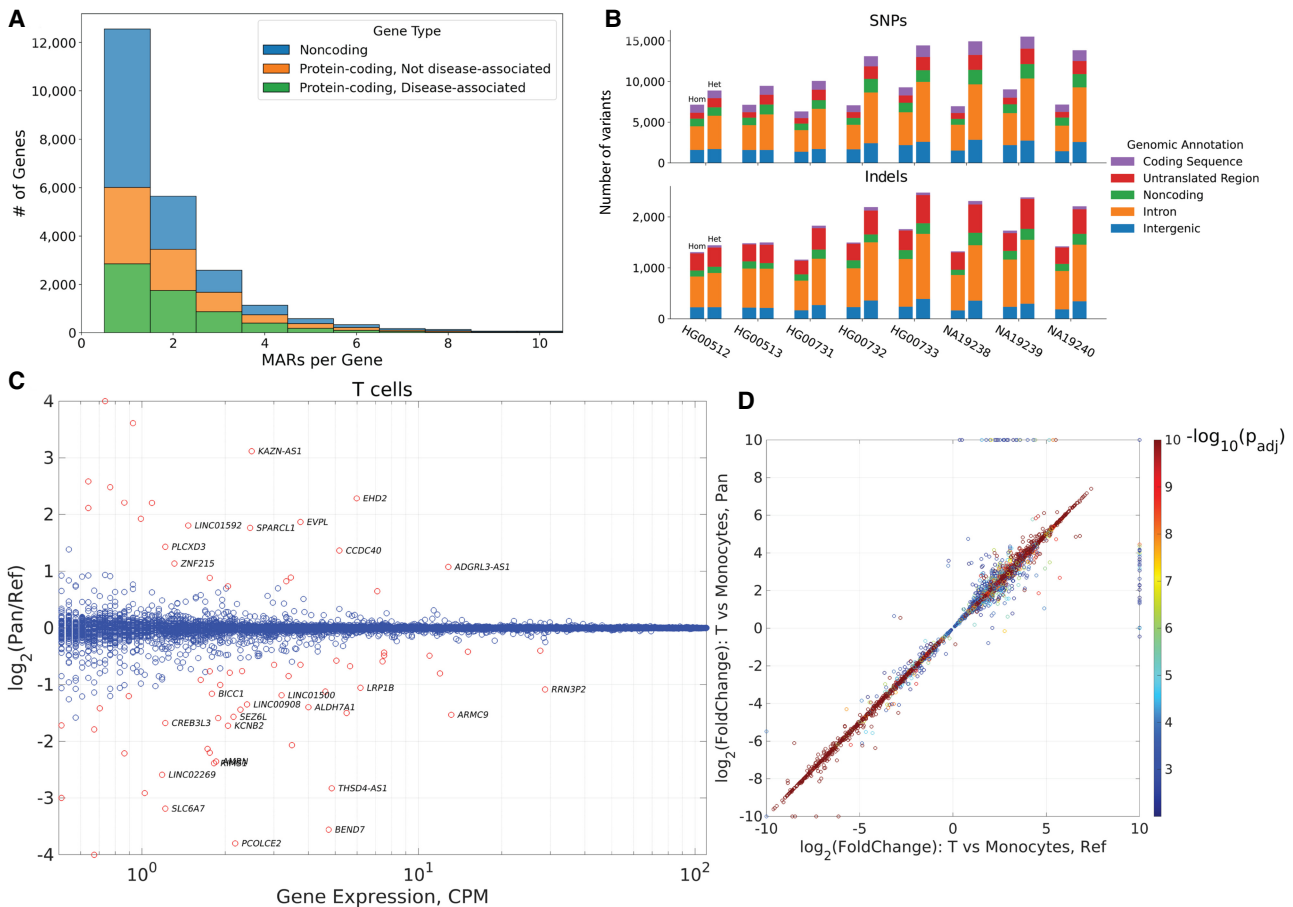 A
Gene Type
Noncoding
Protein-coding, Not disease-associated
Protein-coding, Disease-associated
12,000
10,000
8,000
6,000
4,000
2,000
0
# of Genes
0 2 4 6 8 10
MARs per Gene
B
SNPs
15,000
10,000
5,000
0
Hom Het
Number of variants
Indels
2,000
1,000
0
Hom Het
HG00512 HG00513 HG00731 HG00732 HG00733 NA19238 NA19239 NA19240
Genomic Annotation
Coding Sequence
Untranslated Region
Noncoding
Intron
Intergenic
C
T cells
4
3
2
1
0
-1
-2
-3
-4
log2(Pan/Ref)
KAZN-AS1
EHD2
LINC01592
SPARCL1
EVPL
PLCXD3
CCDC40
ZNF215
ADGRL3-AS1
BICC1
LINC01500
LRP1B
RRN3P2
LINC00908
ALDH7A1
CREB3L3
SEZ6L
ARMC9
KCNB2
LINC02269
THSD4-AS1
SLC6A7
BEND7
PCOLCE2
10^0 10^1 10^2
Gene Expression, CPM
D
10
8
6
4
2
0
-2
-4
-6
-8
-10
log2(FoldChange): T vs Monocytes, Pan
-10 -5 0 5 10
log2(FoldChange): T vs Monocytes, Ref
-log10(padj)
10
9
8
7
6
5
4
3